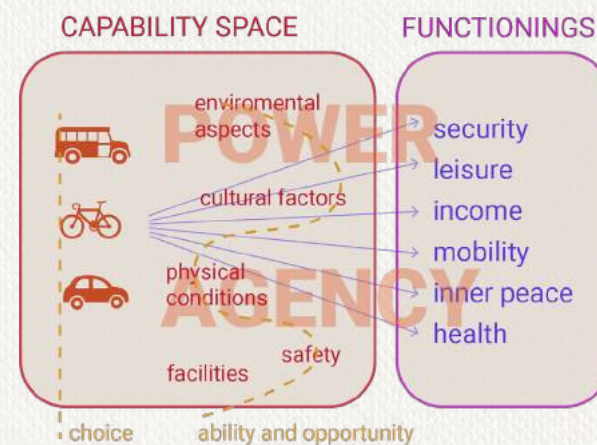 CAPABILITY SPACE
FUNCTIONINGS
POWER
AGENCY
enviromental
aspects
cultural factors
physical
conditions
safety
facilities
security
leisure
income
mobility
inner peace
health
choice
ability and opportunity